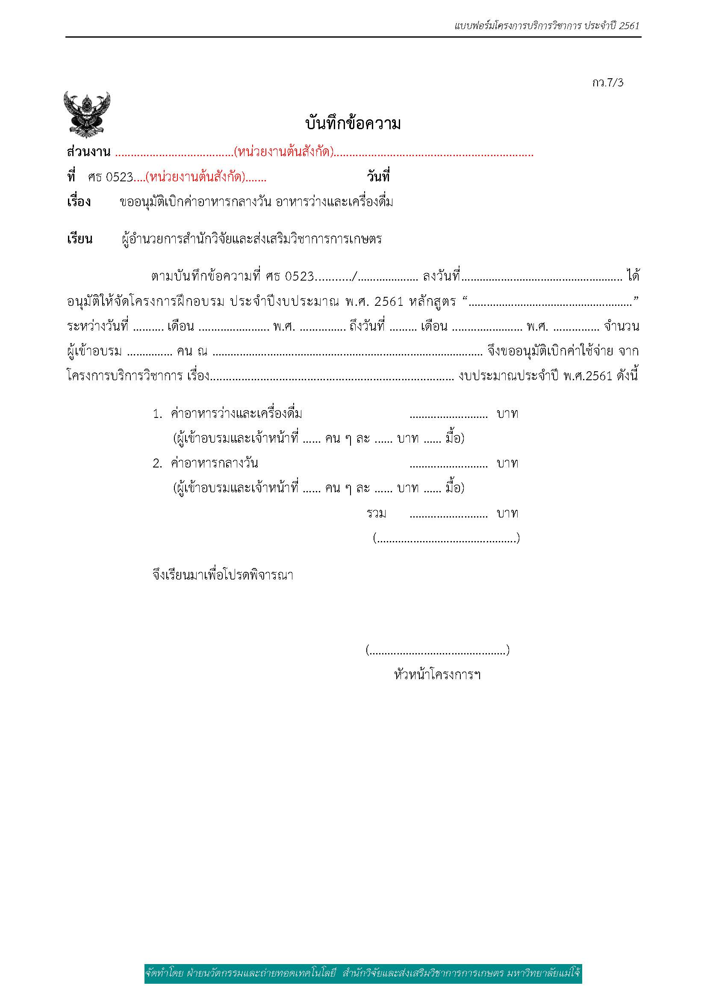 แบบฟอร์มโครงการบริการวิชาการ ประจำปี 2561
กว.7/3
บันทึกข้อความ
ส่วนงาน ......................................(หน่วยงานต้นสังกัด)................................................................
ที่ ศธ 0523....(หน่วยงานต้นสังกัด)....... วันที่
เรื่อง ขออนุมัติเบิกค่าอาหารกลางวัน อาหารว่างและเครื่องดื่ม
เรียน ผู้อำนวยการสำนักวิจัยและส่งเสริมวิชาการการเกษตร
ตามบันทึกข้อความที่ ศธ 0523.........../.................... ลงวันที่..................................................... ได้
อนุมัติให้จัดโครงการฝึกอบรม ประจำปีงบประมาณ พ.ศ. 2561 หลักสูตร “......................................................”
ระหว่างวันที่ .......... เดือน ....................... พ.ศ. ............... ถึงวันที่ ......... เดือน ....................... พ.ศ. ............... จำนวน
ผู้เข้าอบรม ............... คน ณ ......................................................................................... จึงขออนุมัติเบิกค่าใช้จ่าย จาก
โครงการบริการวิชาการ เรื่อง................................................................................ งบประมาณประจำปี พ.ศ.2561 ดังนี้
1. ค่าอาหารว่างและเครื่องดื่ม .......................... บาท
(ผู้เข้าอบรมและเจ้าหน้าที่ ...... คน ๆ ละ ...... บาท ...... มื้อ)
2. ค่าอาหารกลางวัน .......................... บาท
(ผู้เข้าอบรมและเจ้าหน้าที่ ...... คน ๆ ละ ...... บาท ...... มื้อ)
รวม .......................... บาท
(..............................................)
จึงเรียนมาเพื่อโปรดพิจารณา
(.............................................)
หัวหน้าโครงการฯ
จัดทำโดย ฝ่ายนวัตกรรมและถ่ายทอดเทคโนโลยี สำนักวิจัยและส่งเสริมวิชาการการเกษตร มหาวิทยาลัยแม่โจ้